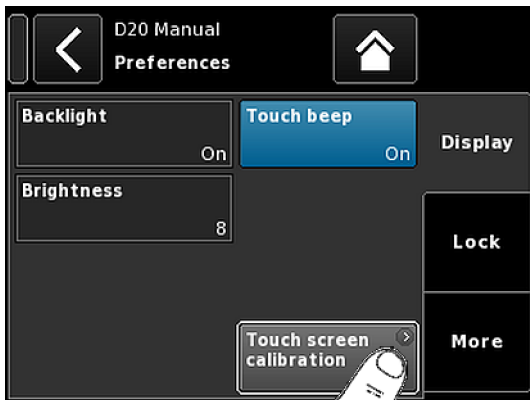 D20 Manual
Preferences
Backlight
On
Touch beep
On
Display
Brightness
8
Lock
Touch screen
calibration
More